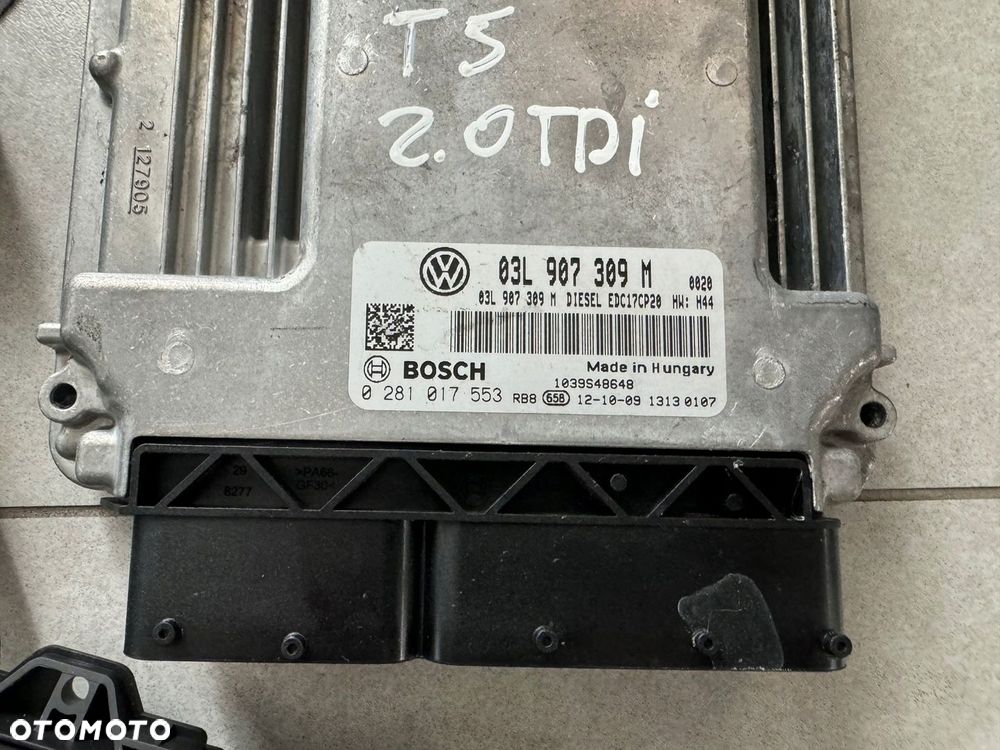 T5
2.0TDi
2 127905
03L 907 309 M 0020
03L 907 309 M DIESEL EDC17CP20 HW: H44
BOSCH
Made in Hungary
1039S48648
0 281 017 553 RB8 658 12-10-09 1313 0107
29 >PA66-
8277 GF30<
OTOMOTO